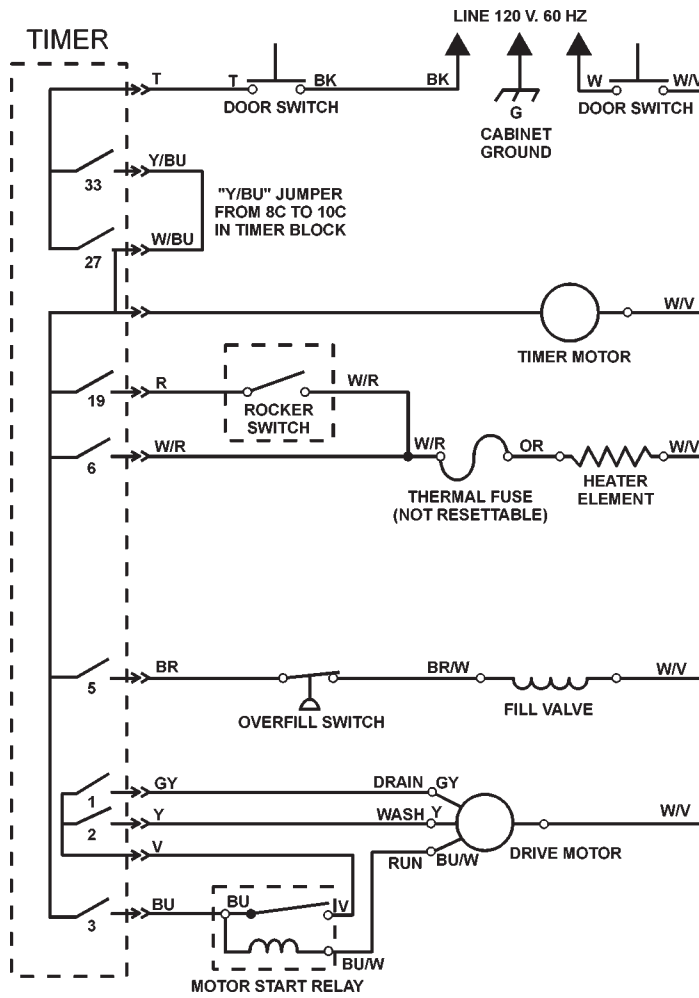 LINE 120 V. 60 HZ
TIMER
T T BK BK W W/V
DOOR SWITCH
G
DOOR SWITCH
CABINET
GROUND
33
Y/BU
"Y/BU" JUMPER
FROM 8C TO 10C
IN TIMER BLOCK
27
W/BU
W/V
TIMER MOTOR
19
R
W/R
ROCKER
SWITCH
6
W/R
W/R
OR
W/V
THERMAL FUSE
(NOT RESETTABLE)
HEATER
ELEMENT
5
BR
BR/W
W/V
OVERFILL SWITCH
FILL VALVE
1
GY
DRAIN GY
2
Y
WASH Y
W/V
V
RUN BU/W
DRIVE MOTOR
3
BU
BU
V
BU/W
MOTOR START RELAY